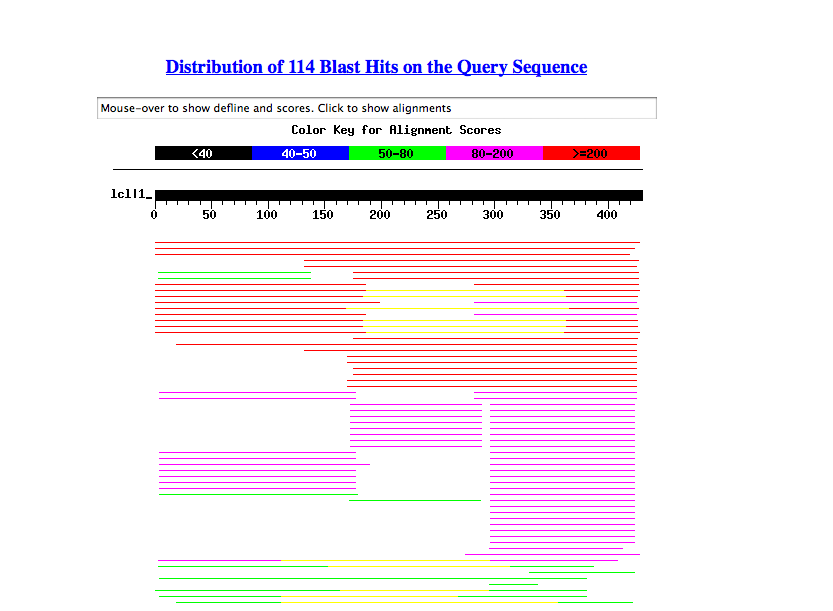 Distribution of 114 Blast Hits on the Query Sequence
Mouse-over to show defline and scores. Click to show alignments
Color Key for Alignment Scores
<40 40-50 50-80 80-200 >=200
lcl|1_
0 50 100 150 200 250 300 350 400